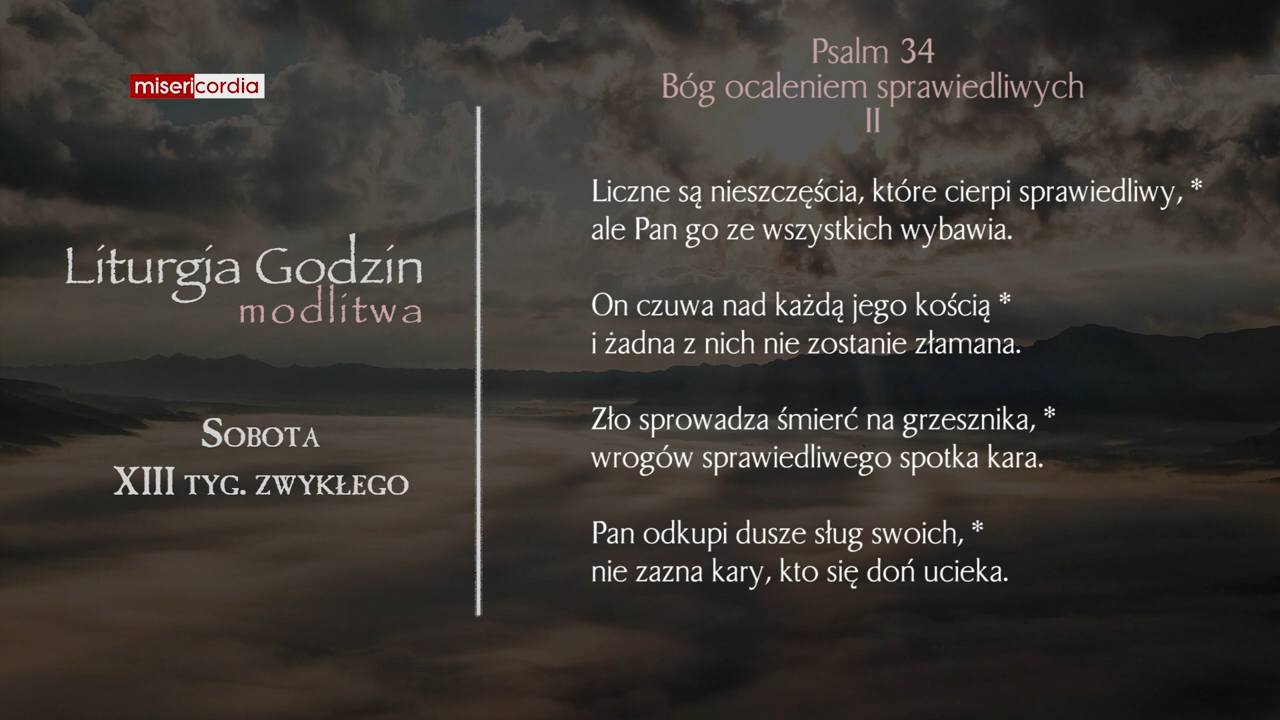 misericordia
Liturgia Godzin
modlitwa
SOBOTA
XIII TYG. ZWYKŁEGO
Psalm 34
Bóg ocaleniem sprawiedliwych
II
Liczne są nieszczęścia, które cierpi sprawiedliwy, *
ale Pan go ze wszystkich wybawia.
On czuwa nad każdą jego kością *
i żadna z nich nie zostanie złamana.
Zło sprowadza śmierć na grzesznika, *
wrogów sprawiedliwego spotka kara.
Pan odkupi dusze sług swoich, *
nie zazna kary, kto się doń ucieka.